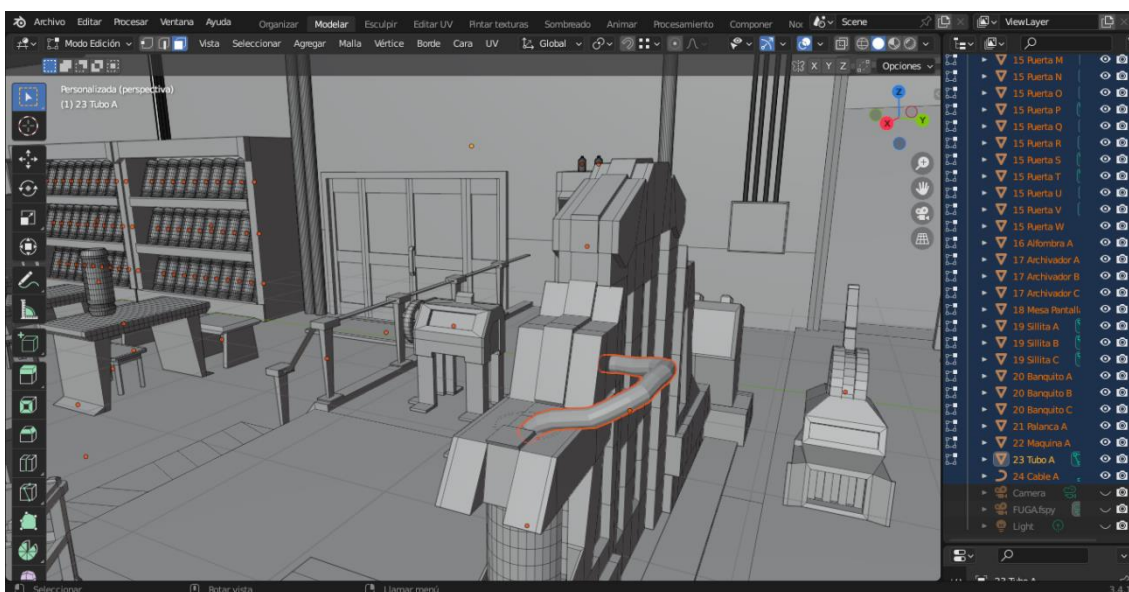 Archivo Editar Procesar Ventana Ayuda Organizar Modelar Esculpir Editar UV Pintar texturas Sombreado Animar Procesamiento Componer Scene ViewLayer
Modo Edición Vista Seleccionar Agregar Malla Vértice Borde Cara UV Global
X Y Z Opciones
Personalizada (perspectiva)
(1) 23 Tubo A
Z
X
Y
15 Puerta M
15 Puerta N
15 Puerta O
15 Puerta P
15 Puerta Q
15 Puerta R
15 Puerta S
15 Puerta T
15 Puerta U
15 Puerta V
15 Puerta W
16 Alfombra A
17 Archivador A
17 Archivador B
17 Archivador C
18 Mesa Pantall
19 Sillita A
19 Sillita B
19 Sillita C
20 Banquito A
20 Banquito B
20 Banquito C
21 Palanca A
22 Maquina A
23 Tubo A
24 Cable A
Camera
FUGA.fspy
Light
Seleccionar Rotar vista Llamar menú